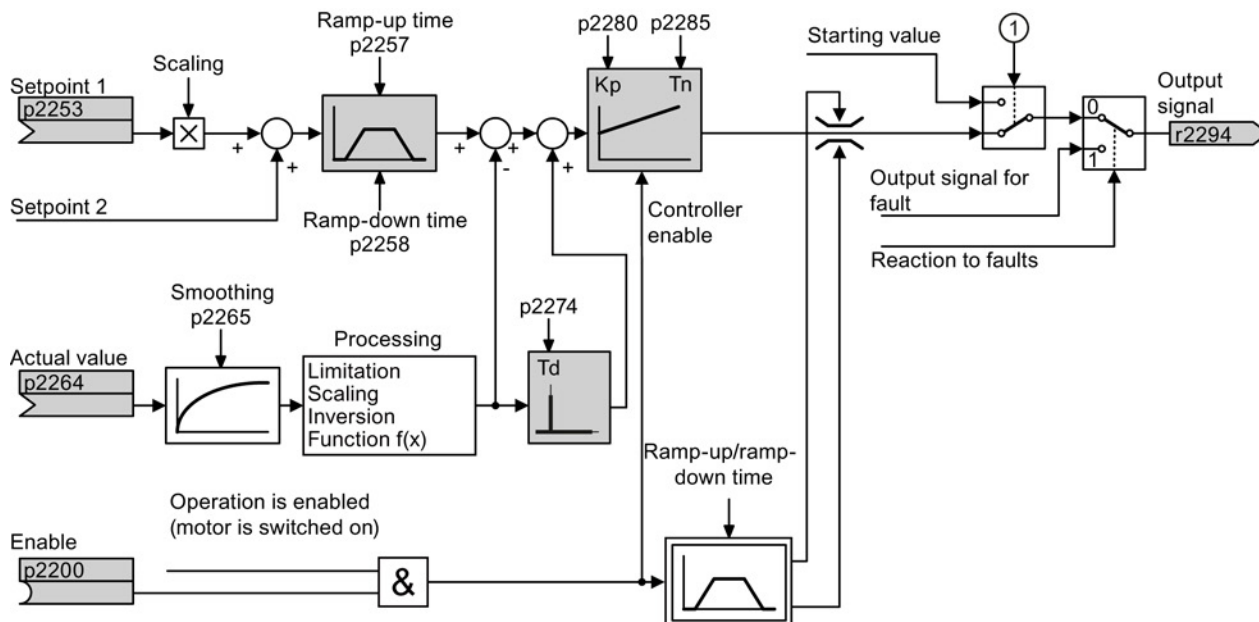 Ramp-up time
p2257
p2280
p2285
Starting value
1
Scaling
Setpoint 1
p2253
×
+
+
+
-
+
+
Kp
Tn
0
1
Output
signal
r2294
Setpoint 2
Ramp-down time
p2258
Controller
enable
Output signal for
fault
Reaction to faults
Smoothing
p2265
Processing
p2274
Actual value
p2264
Limitation
Scaling
Inversion
Function f(x)
Td
Ramp-up/ramp-
down time
Operation is enabled
(motor is switched on)
Enable
p2200
&